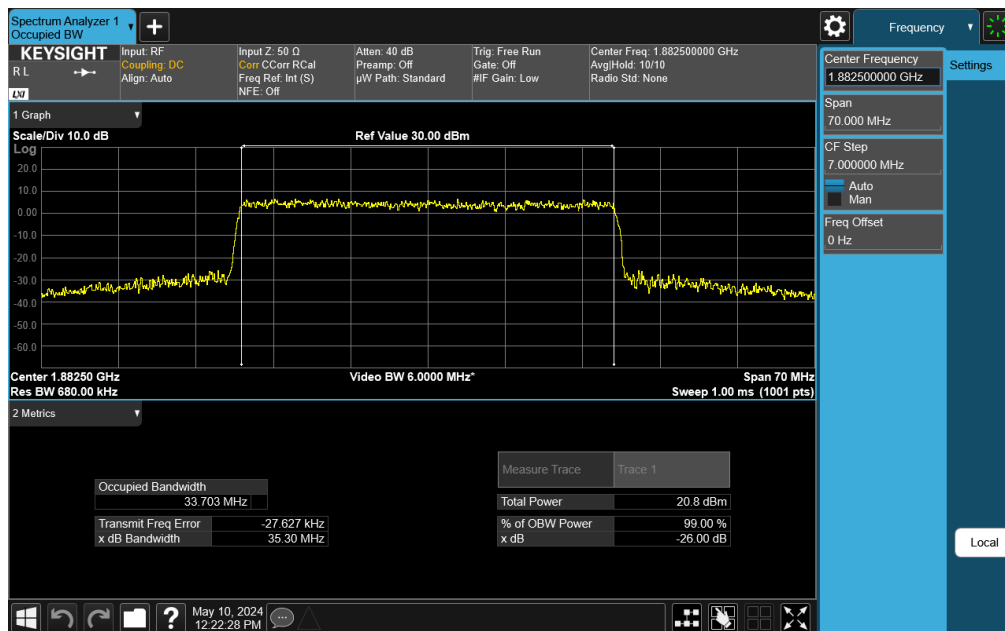 Spectrum Analyzer 1
Occupied BW
Frequency
KEYSIGHT
R L
LXI
Input: RF
Coupling: DC
Align: Auto
Input Z: 50 Ω
Corr CCorr RCal
Freq Ref: Int (S)
NFE: Off
Atten: 40 dB
Preamp: Off
µW Path: Standard
Trig: Free Run
Gate: Off
#IF Gain: Low
Center Freq: 1.882500000 GHz
Avg|Hold: 10/10
Radio Std: None
Center Frequency
1.882500000 GHz
Settings
Span
70.000 MHz
CF Step
7.000000 MHz
Auto
Man
Freq Offset
0 Hz
1 Graph
Scale/Div 10.0 dB
Ref Value 30.00 dBm
Log
20.0
10.0
0.00
-10.0
-20.0
-30.0
-40.0
-50.0
-60.0
Center 1.88250 GHz
Video BW 6.0000 MHz*
Span 70 MHz
Res BW 680.00 kHz
Sweep 1.00 ms (1001 pts)
2 Metrics
Measure Trace
Trace 1
Occupied Bandwidth
33.703 MHz
Total Power
20.8 dBm
Transmit Freq Error
-27.627 kHz
% of OBW Power
99.00 %
x dB Bandwidth
35.30 MHz
x dB
-26.00 dB
Local
?
May 10, 2024
12:22:28 PM